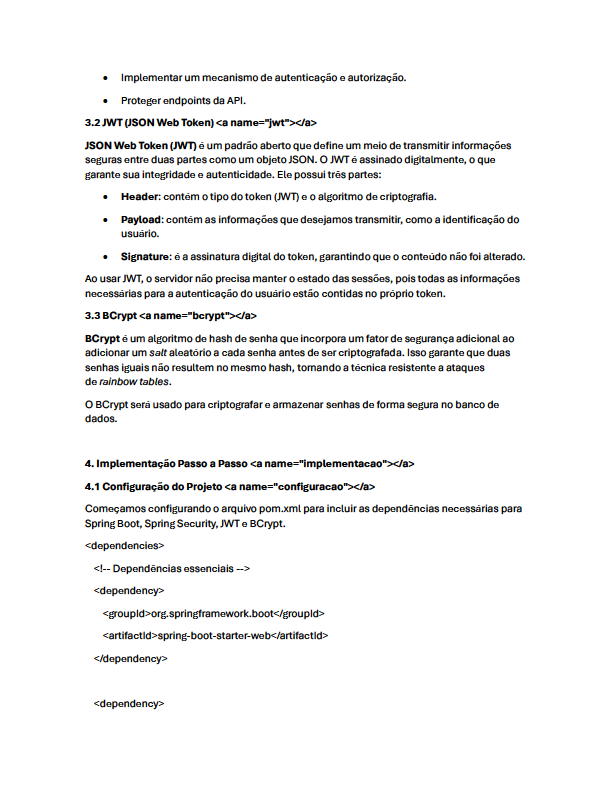 • Implementar um mecanismo de autenticação e autorização.
• Proteger endpoints da API.
3.2 JWT (JSON Web Token) <a name="jwt"></a>
JSON Web Token (JWT) é um padrão aberto que define um meio de transmitir informações
seguras entre duas partes como um objeto JSON. O JWT é assinado digitalmente, o que
garante sua integridade e autenticidade. Ele possui três partes:
• Header: contém o tipo do token (JWT) e o algoritmo de criptografia.
• Payload: contém as informações que desejamos transmitir, como a identificação do
usuário.
• Signature: é a assinatura digital do token, garantindo que o conteúdo não foi alterado.
Ao usar JWT, o servidor não precisa manter o estado das sessões, pois todas as informações
necessárias para a autenticação do usuário estão contidas no próprio token.
3.3 BCrypt <a name="bcrypt"></a>
BCrypt é um algoritmo de hash de senha que incorpora um fator de segurança adicional ao
adicionar um salt aleatório a cada senha antes de ser criptografada. Isso garante que duas
senhas iguais não resultem no mesmo hash, tornando a técnica resistente a ataques
de rainbow tables.
O BCrypt será usado para criptografar e armazenar senhas de forma segura no banco de
dados.
4. Implementação Passo a Passo <a name="implementacao"></a>
4.1 Configuração do Projeto <a name="configuracao"></a>
Começamos configurando o arquivo pom.xml para incluir as dependências necessárias para
Spring Boot, Spring Security, JWT e BCrypt.
<dependencies>
<!-- Dependências essenciais -->
<dependency>
<groupId>org.springframework.boot</groupId>
<artifactId>spring-boot-starter-web</artifactId>
</dependency>
<dependency>